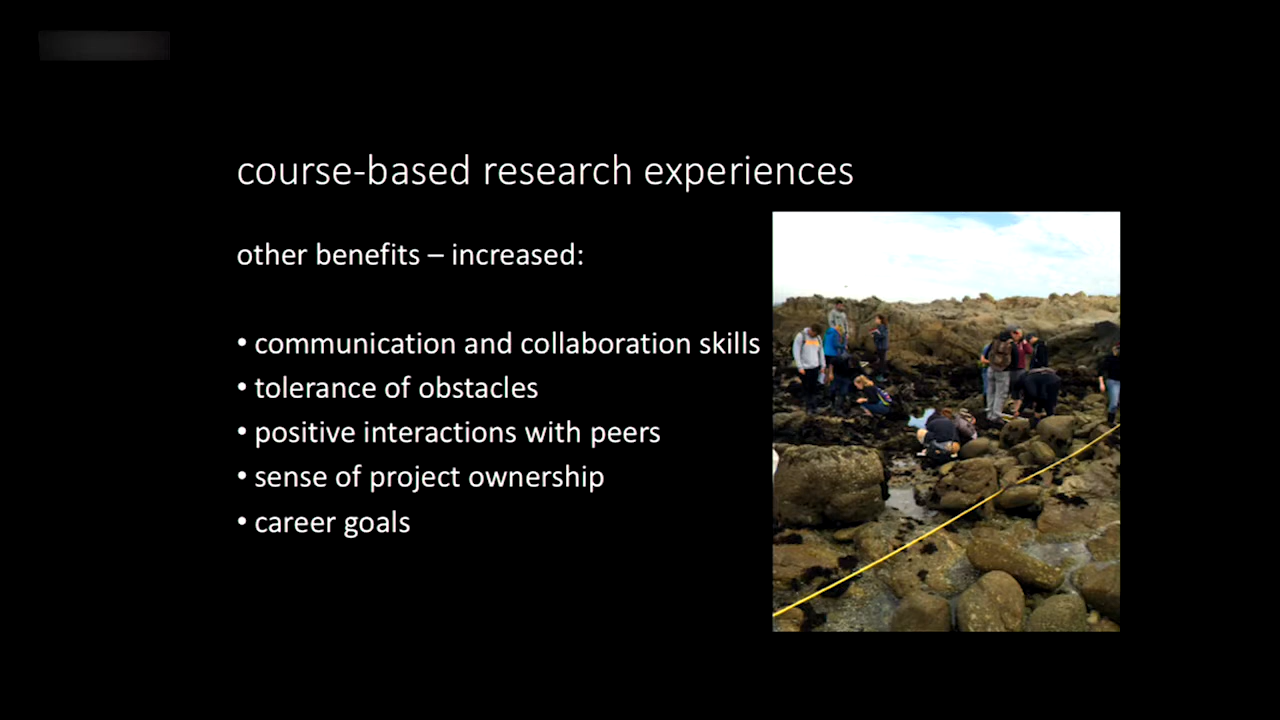 course-based research experiences
other benefits – increased:
• communication and collaboration skills
• tolerance of obstacles
• positive interactions with peers
• sense of project ownership
• career goals